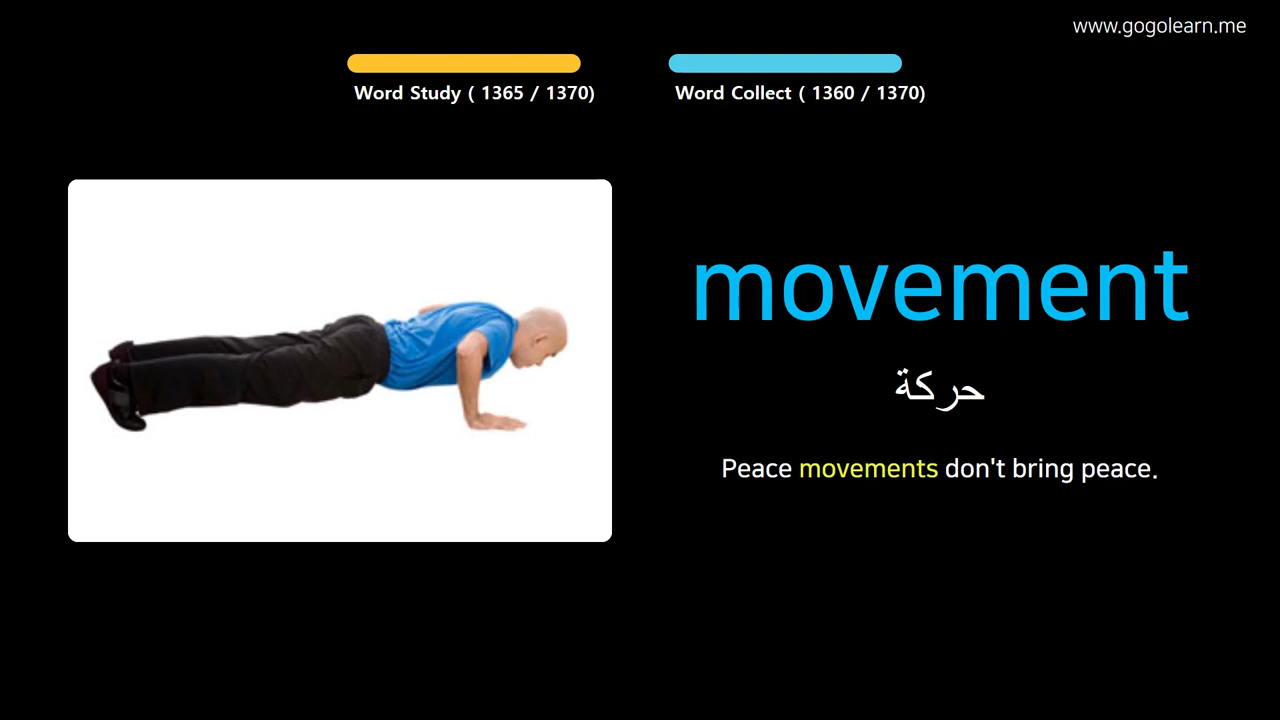 www.gogolearn.me
Word Study ( 1365 / 1370)
Word Collect ( 1360 / 1370)
movement
حركة
Peace movements don't bring peace.